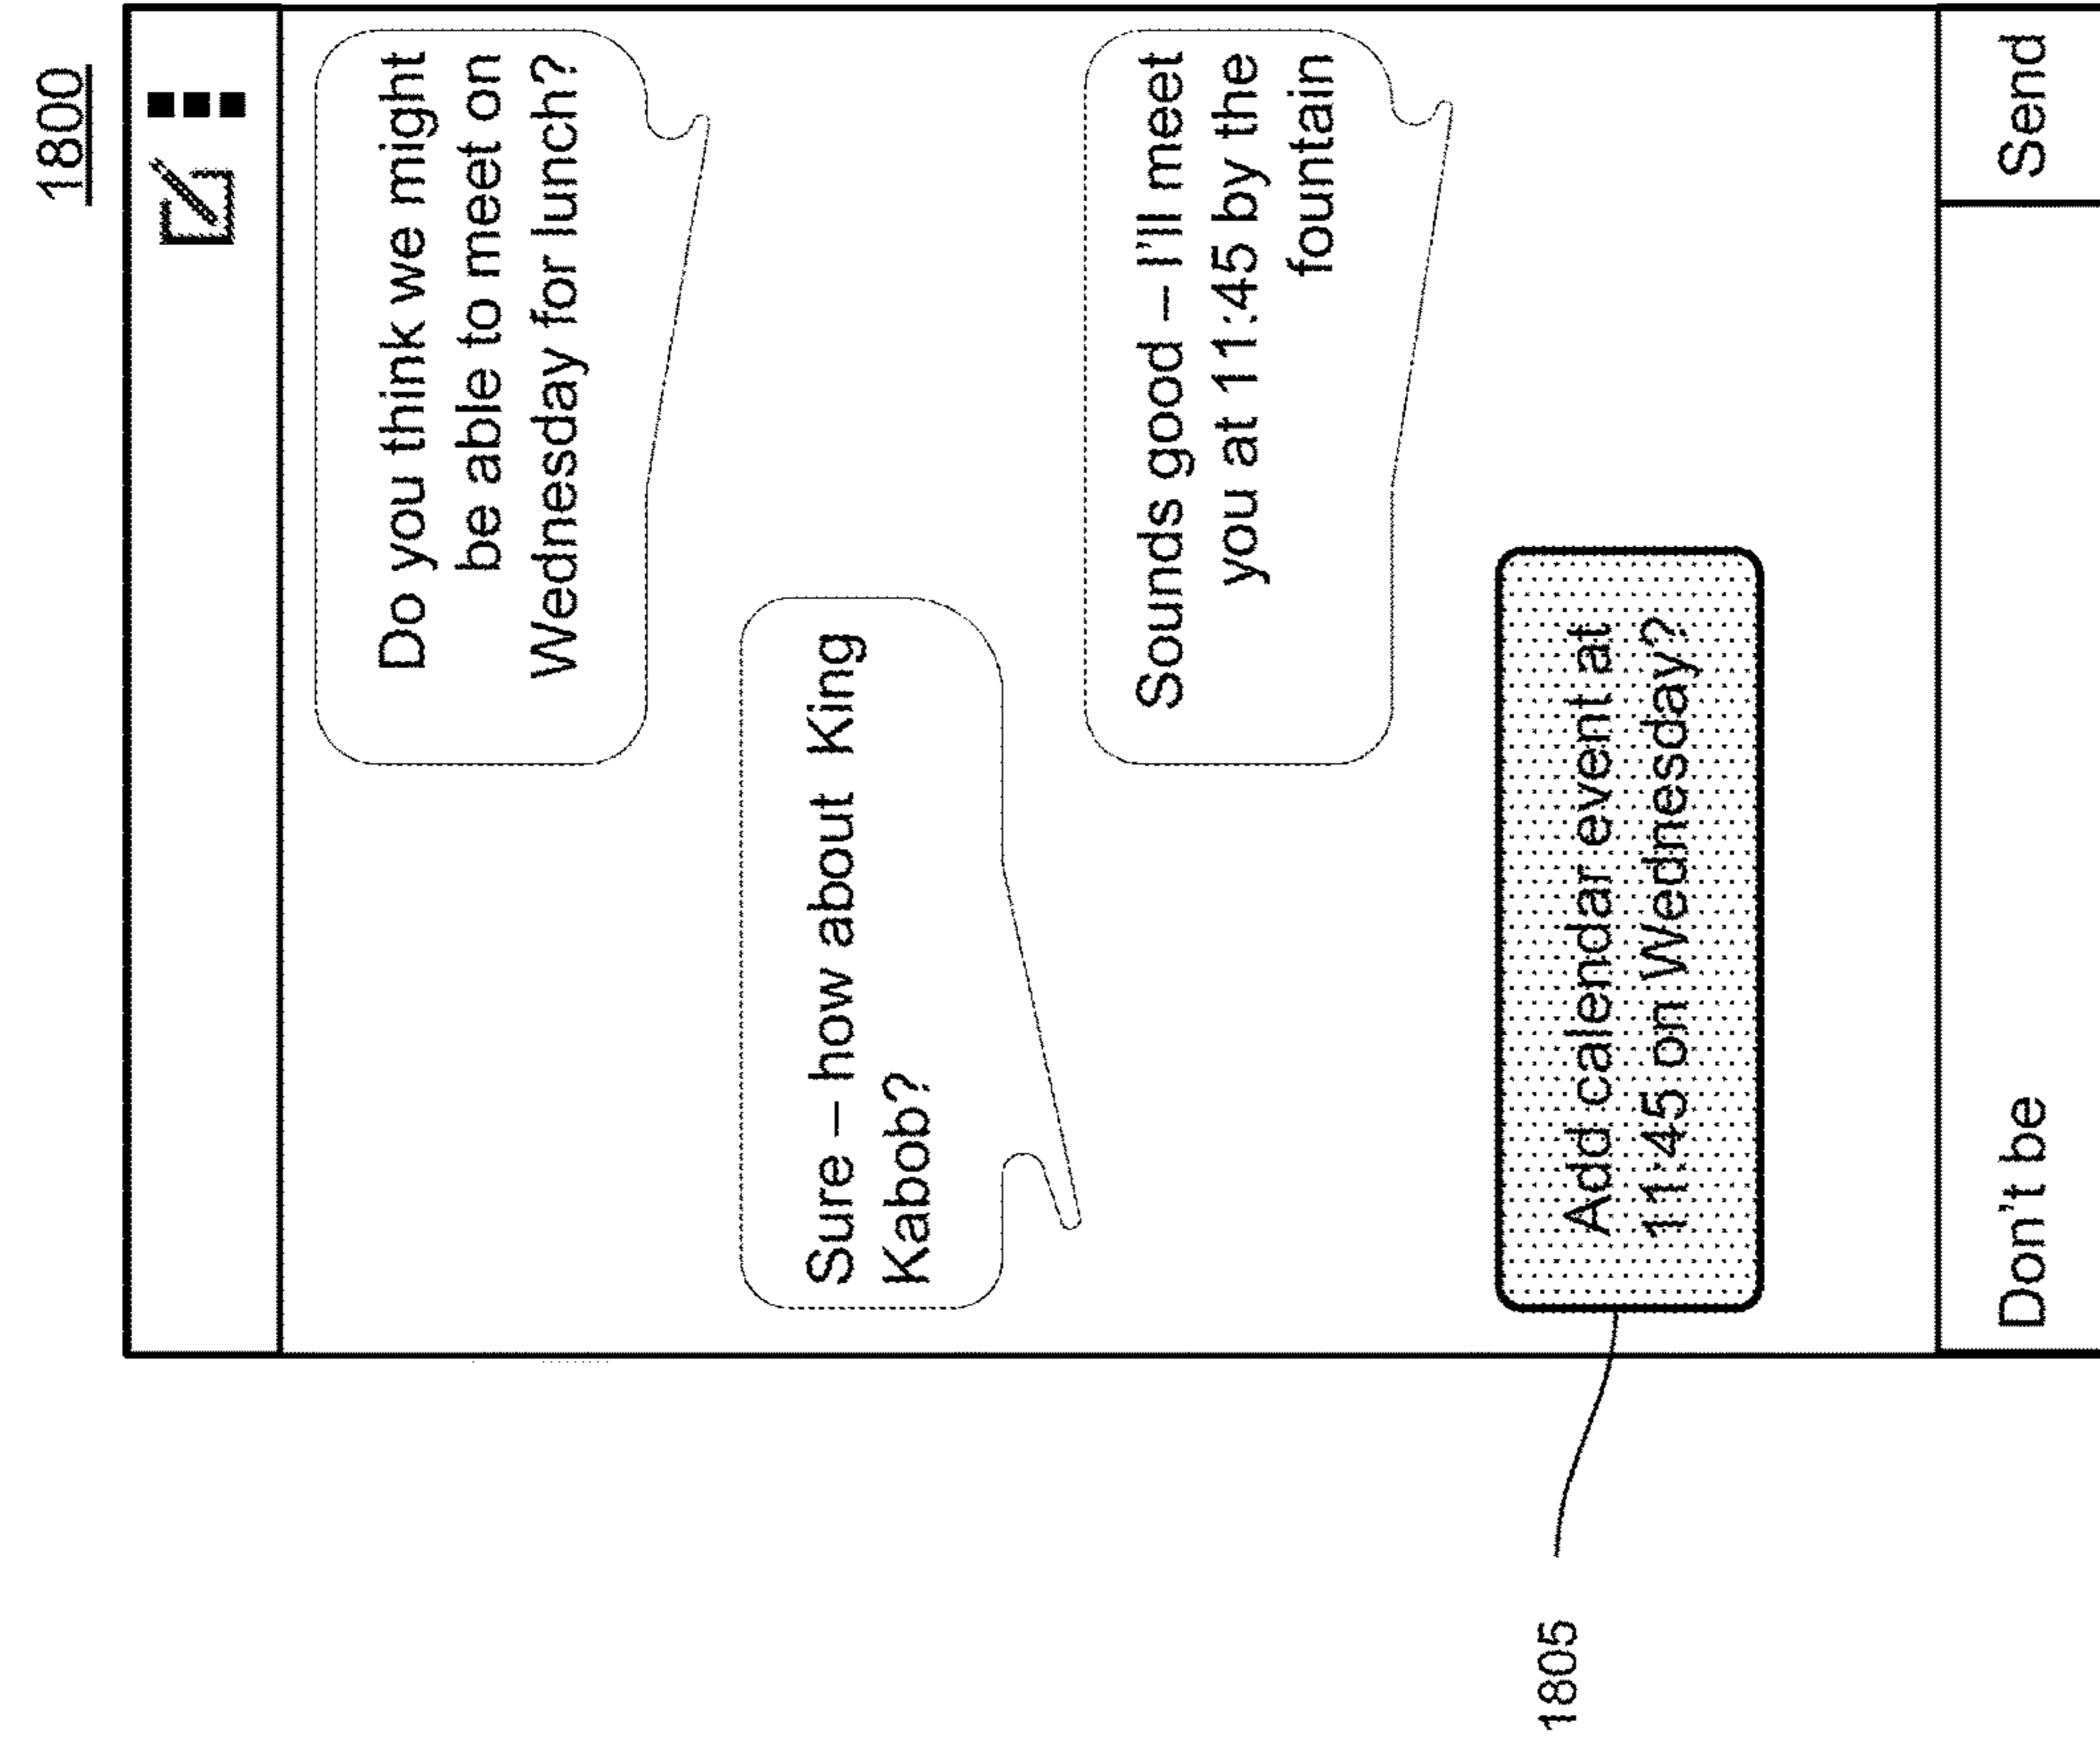 1800
Do you think we might
be able to meet on
Wednesday for lunch?
Sure – how about King
Kabob?
Sounds good – I'll meet
you at 11:45 by the
fountain
Add calendar event at
11:45 on Wednesday?
1805
Don't be
Send